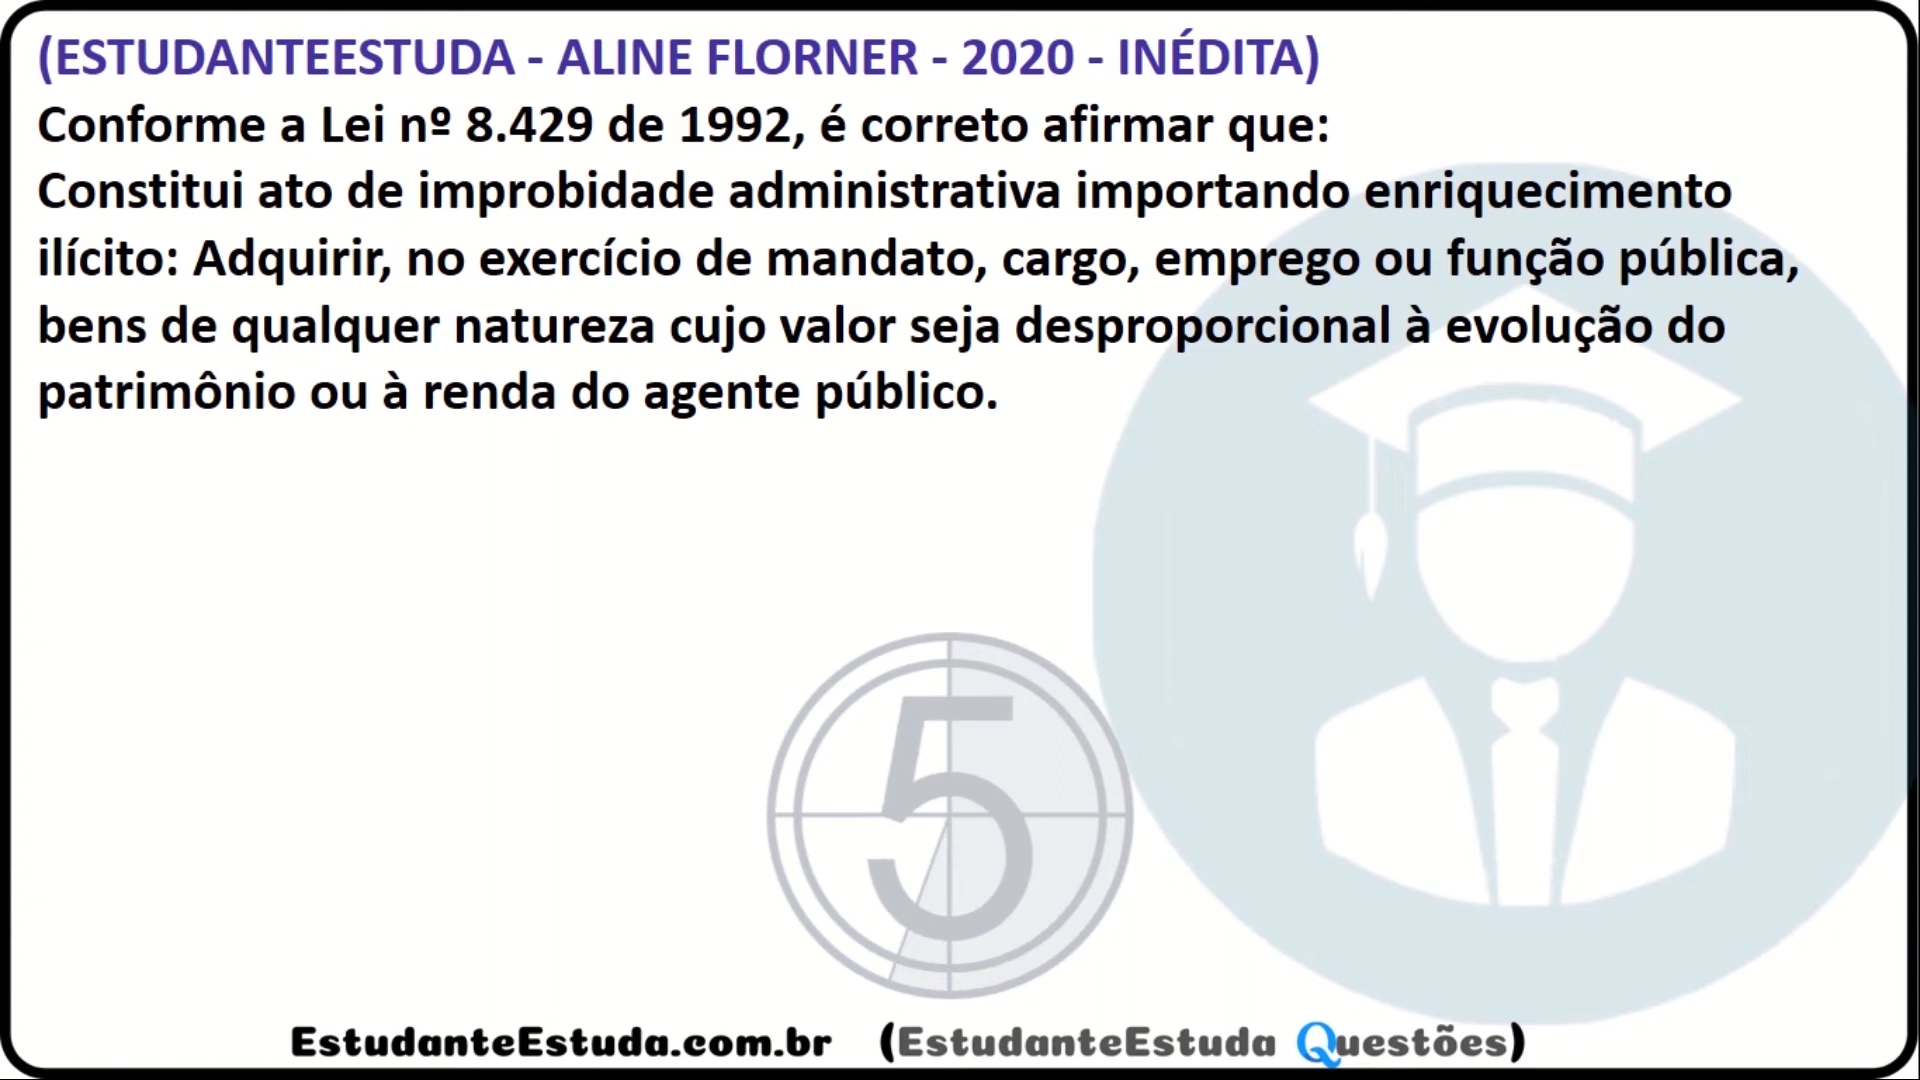 (ESTUDANTEESTUDA - ALINE FLORNER - 2020 - INÉDITA)
Conforme a Lei nº 8.429 de 1992, é correto afirmar que:
Constitui ato de improbidade administrativa importando enriquecimento
ilícito: Adquirir, no exercício de mandato, cargo, emprego ou função pública,
bens de qualquer natureza cujo valor seja desproporcional à evolução do
patrimônio ou à renda do agente público.
5
EstudanteEstuda.com.br (EstudanteEstuda Questões)